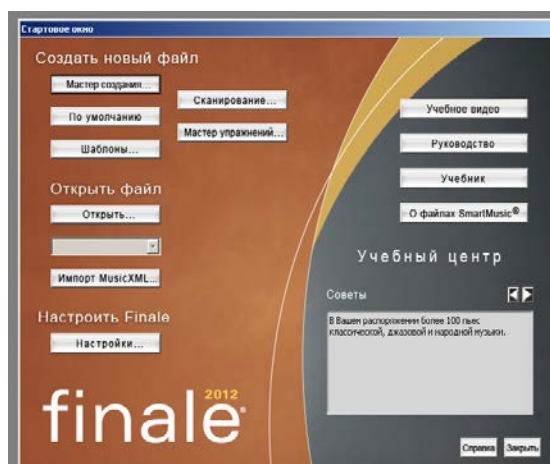 Стартовое окно
Создать новый файл
Мастер создания...
По умолчанию
Шаблоны...
Сканирование...
Мастер упражнений...
Открыть файл
Открыть...
Импорт MusicXML...
Настроить Finale
Настройки...
finale® 2012
Учебное видео
Руководство
Учебник
О файлах SmartMusic®
Учебный центр
Советы
В Вашем распоряжении более 100 пьес
классической, джазовой и народной музыки.
Справка
Закрыть